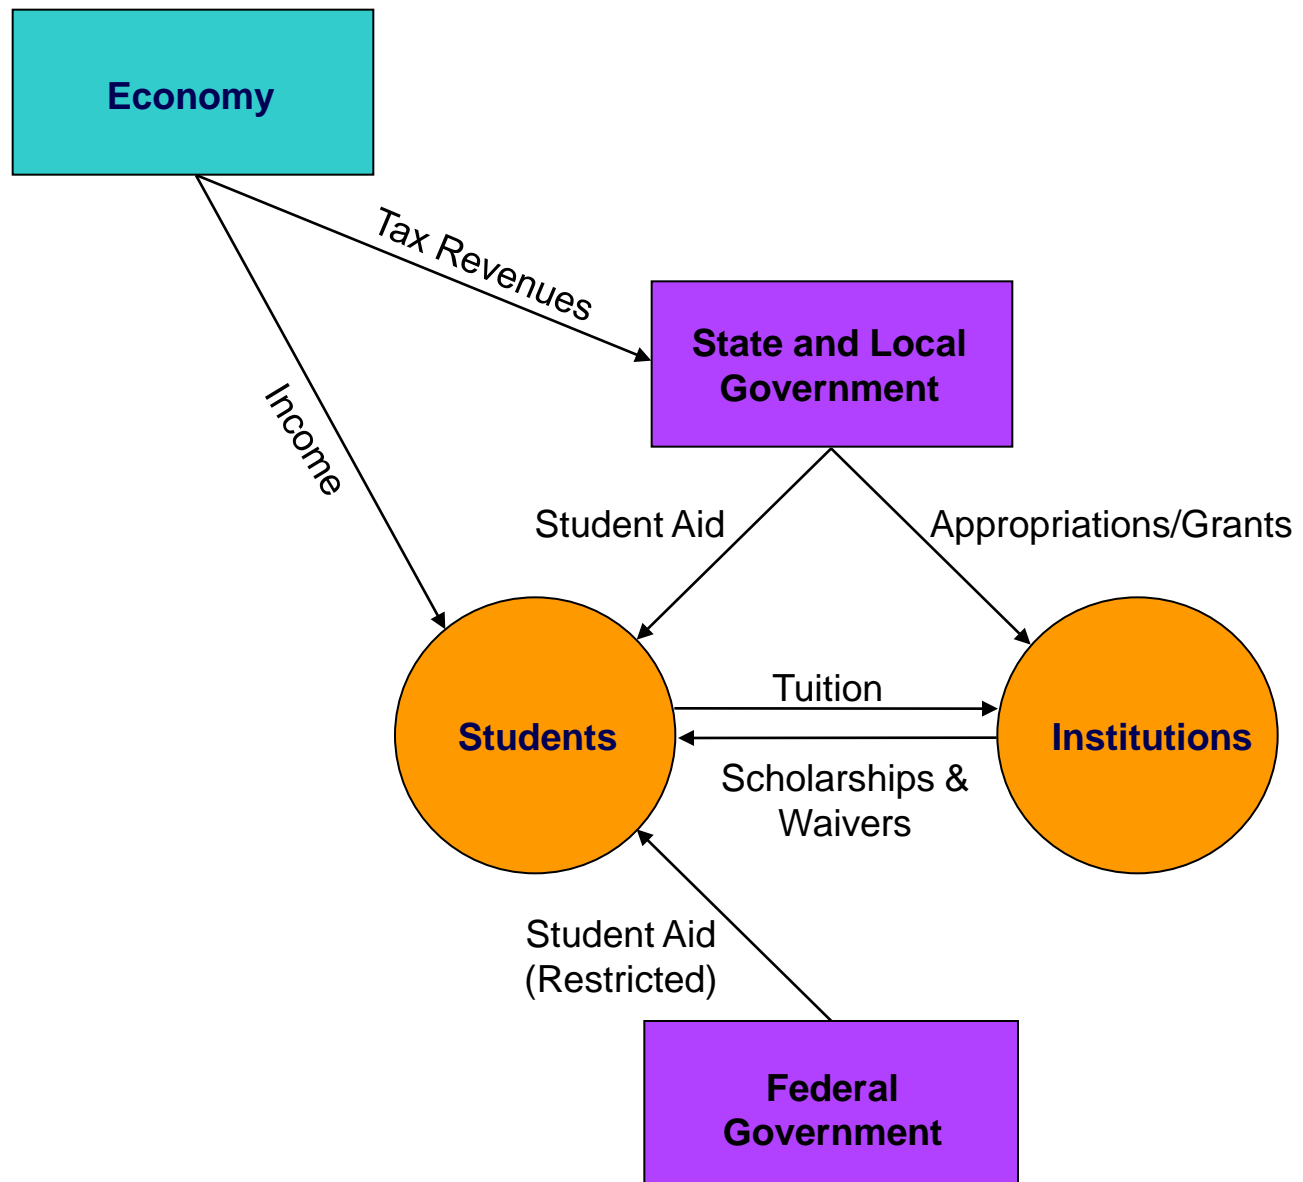 Economy
Tax Revenues
State and Local
Government
Income
Student Aid
Appropriations/Grants
Tuition
Students
Institutions
Scholarships &
Waivers
Student Aid
(Restricted)
Federal
Government